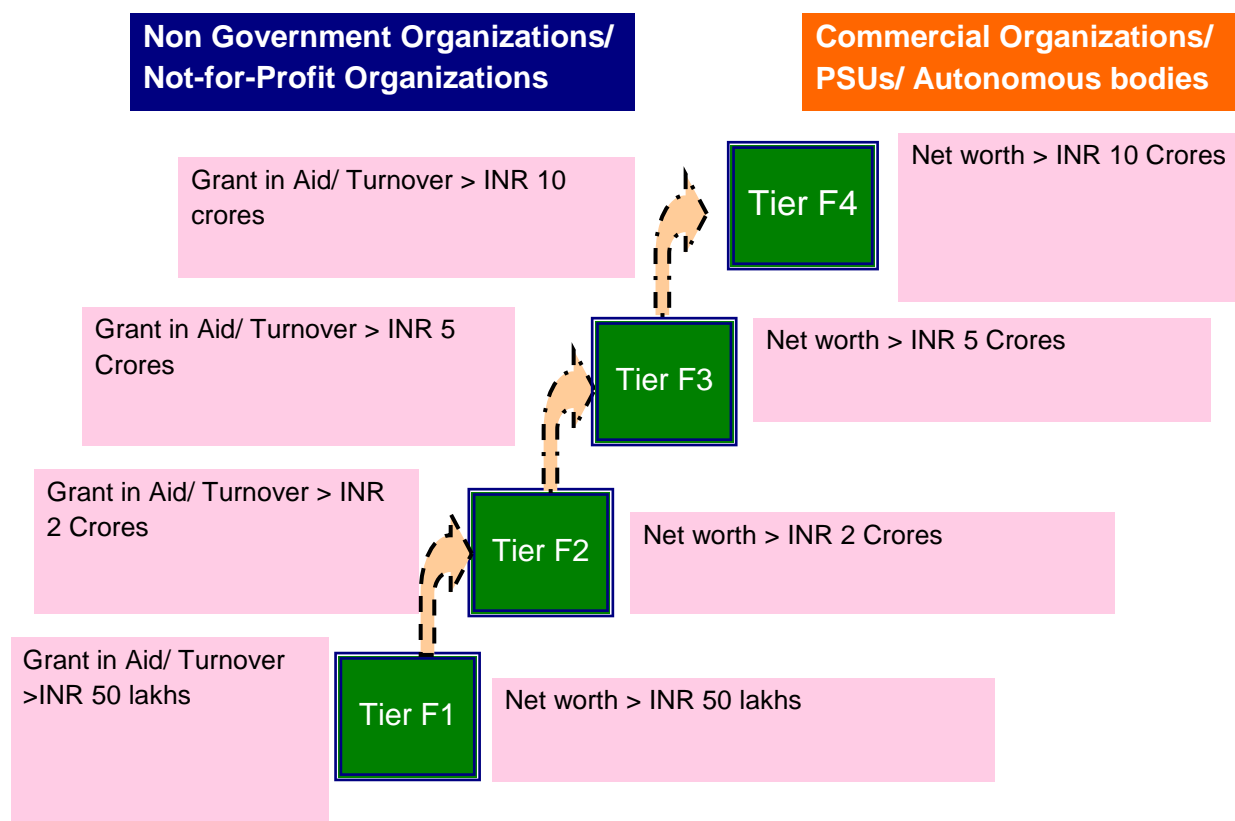 Non Government Organizations/
Not-for-Profit Organizations
Commercial Organizations/
PSUs/ Autonomous bodies
Grant in Aid/ Turnover > INR 10
crores
Tier F4
Net worth > INR 10 Crores
Grant in Aid/ Turnover > INR 5
Crores
Tier F3
Net worth > INR 5 Crores
Grant in Aid/ Turnover > INR
2 Crores
Tier F2
Net worth > INR 2 Crores
Grant in Aid/ Turnover
>INR 50 lakhs
Tier F1
Net worth > INR 50 lakhs